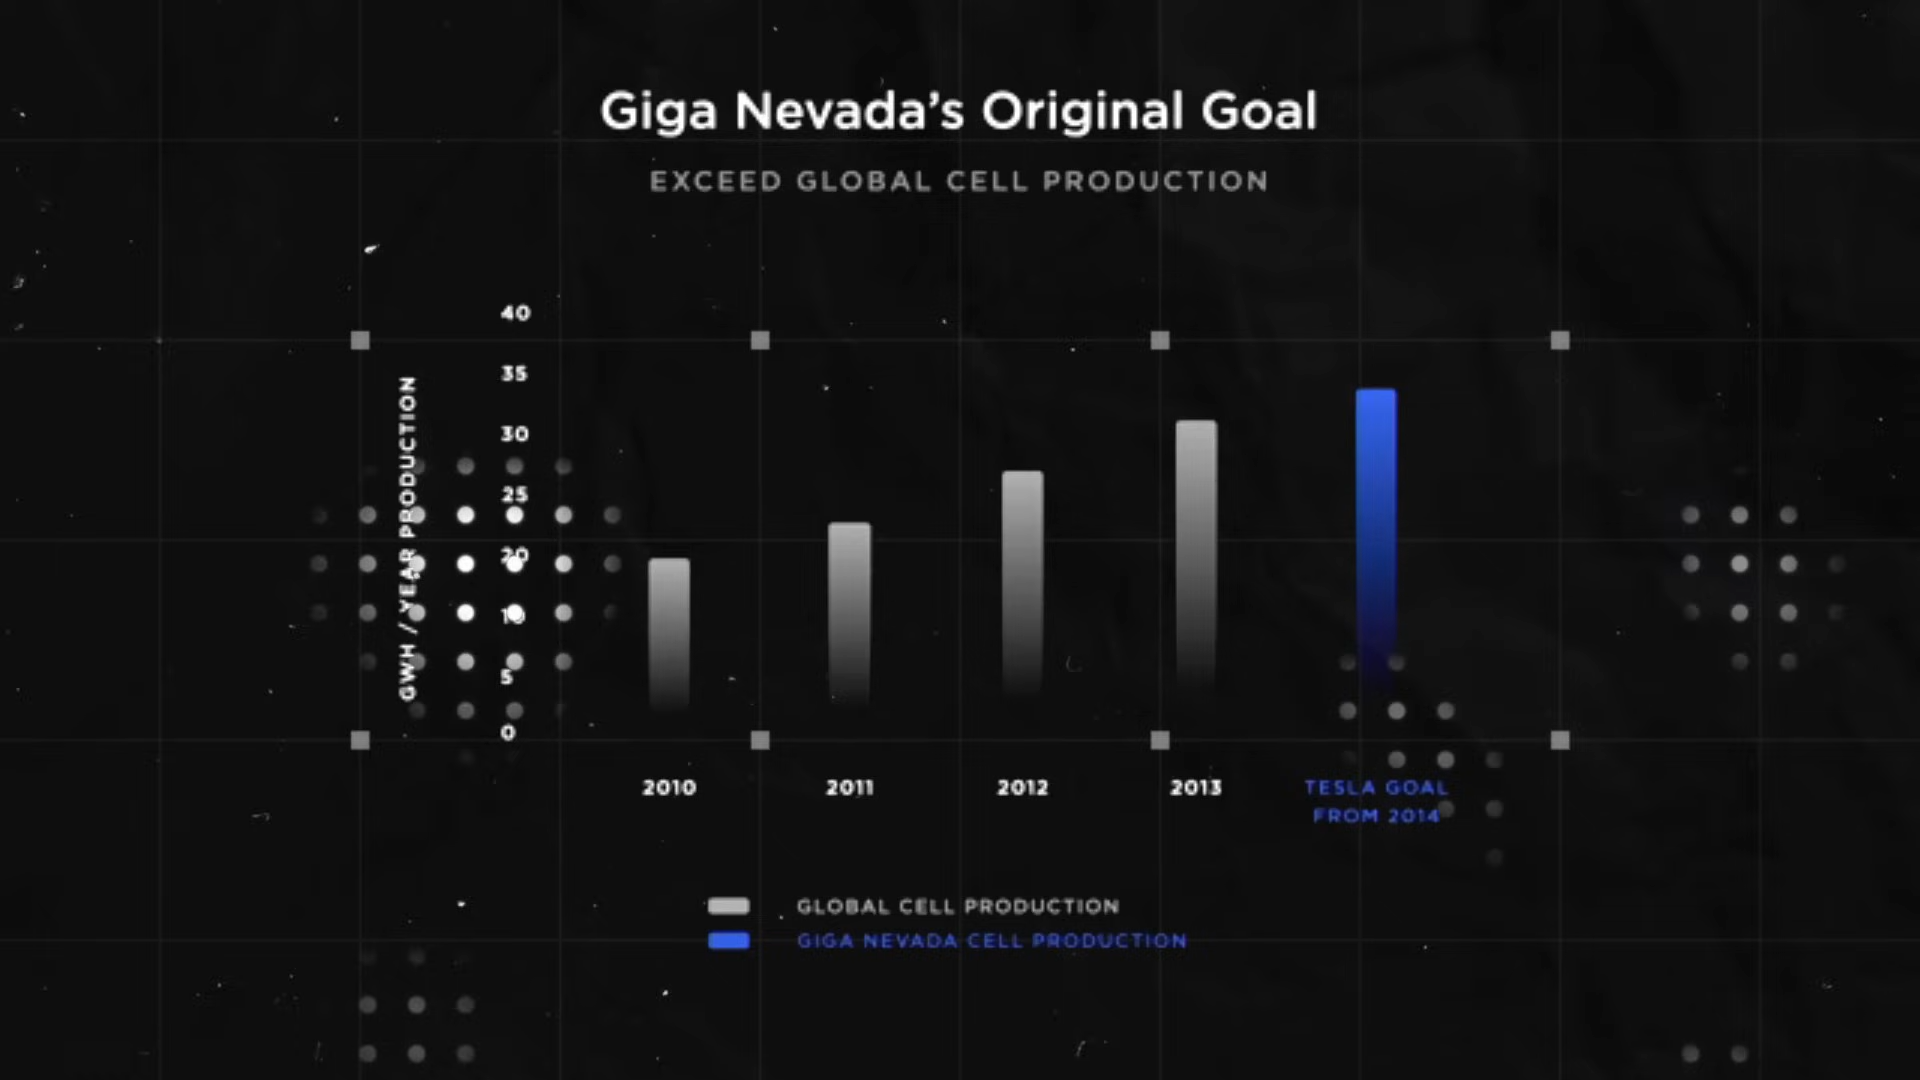 Giga Nevada’s Original Goal
EXCEED GLOBAL CELL PRODUCTION
GWH / YEAR PRODUCTION
40
35
30
25
20
10
5
0
2010
2011
2012
2013
TESLA GOAL
FROM 2014
GLOBAL CELL PRODUCTION
GIGA NEVADA CELL PRODUCTION